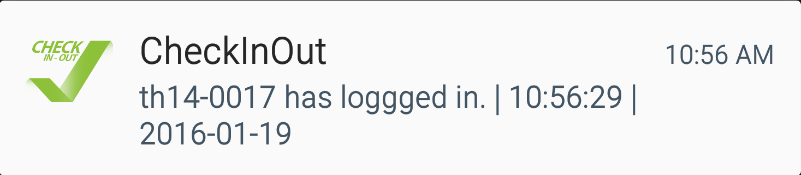 CHECK
IN-OUT
CheckInOut
10:56 AM
th14-0017 has loggged in. | 10:56:29 |
2016-01-19